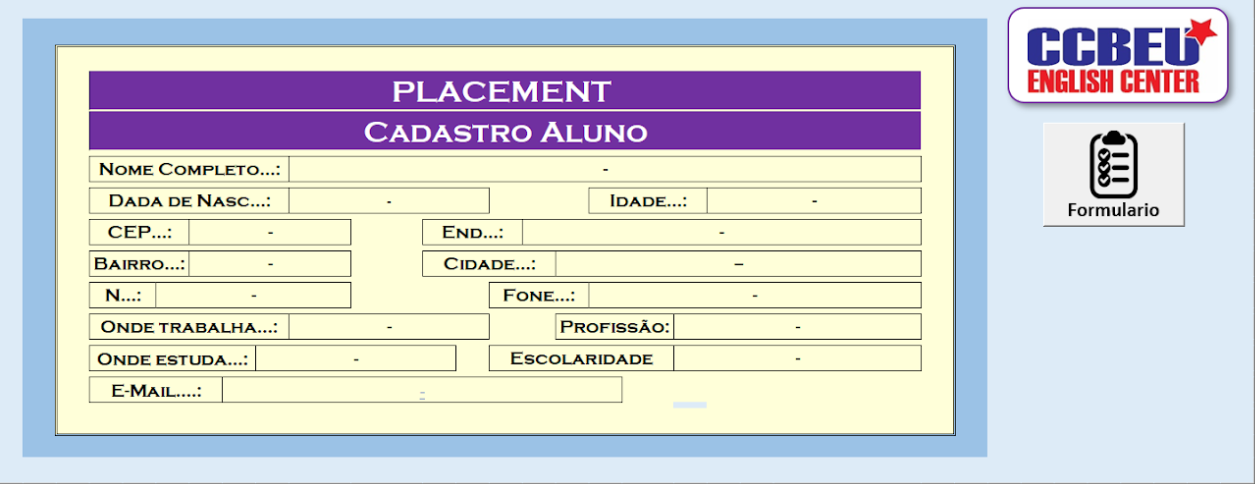 PLACEMENT
CADASTRO ALUNO
NOME COMPLETO...: -
DADA DE NASC...: - IDADE...: -
CEP...: - END...: -
BAIRRO...: - CIDADE...: –
N...: - FONE...: -
ONDE TRABALHA...: - PROFISSÃO: -
ONDE ESTUDA...: - ESCOLARIDADE -
E-MAIL....: -
CCBEU
ENGLISH CENTER
Formulario